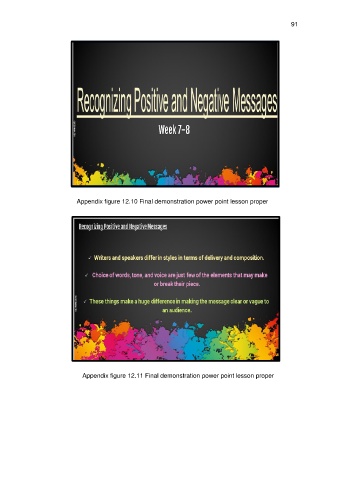 91
Recognizing Positive and Negative Messages
Week 7-8
Appendix figure 12.10 Final demonstration power point lesson proper
Recognizing Positive and Negative Messages
✓ Writers and speakers differ in styles in terms of delivery and composition.
✓ Choice of words, tone, and voice are just few of the elements that may make
or break their piece.
✓ These things make a huge difference in making the message clear or vague to
an audience.
Appendix figure 12.11 Final demonstration power point lesson proper